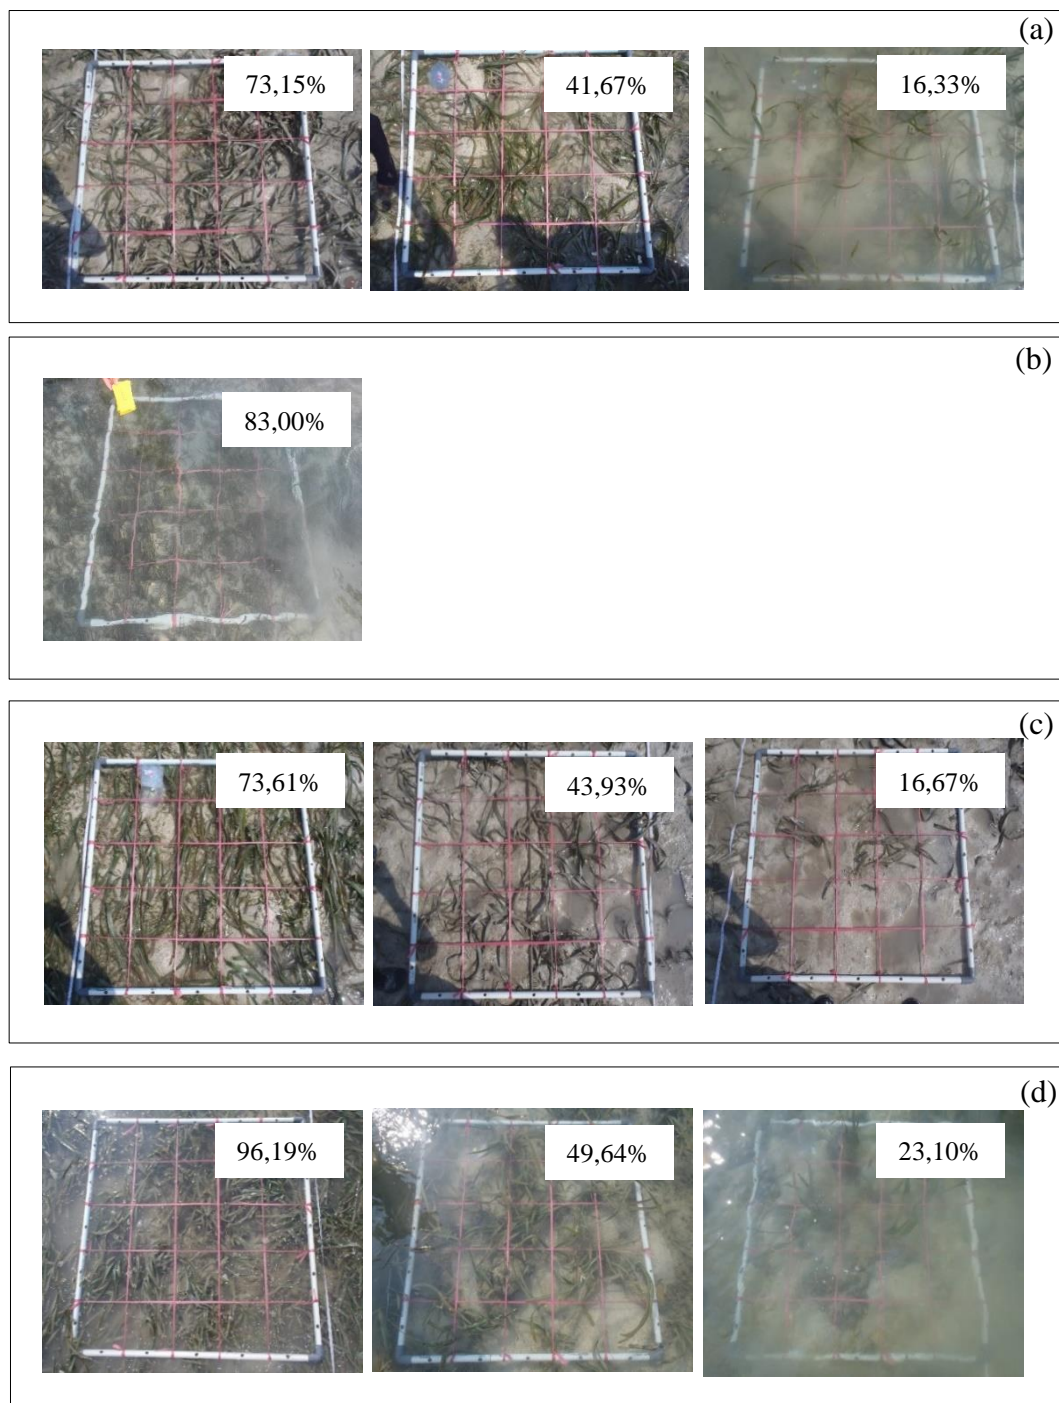 (a)
73,15%
41,67%
16,33%
(b)
83,00%
(c)
73,61%
43,93%
16,67%
(d)
96,19%
49,64%
23,10%